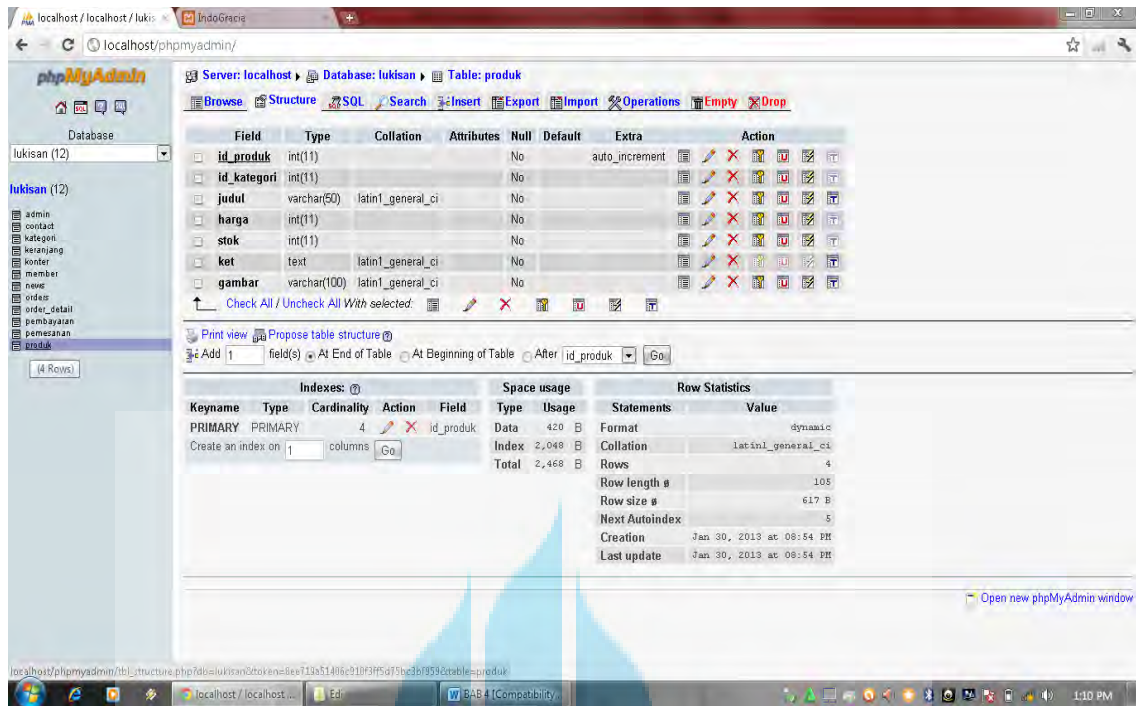 localhost / localhost / lukis
IndoGracia
localhost/phpmyadmin/
phpMyAdmin
Database
lukisan (12)
lukisan (12)
admin
contact
kategori
keranjang
konter
member
news
orders
order_detail
pembayaran
pemesanan
produk
(4 Rows)
Server: localhost Database: lukisan Table: produk
Browse Structure SQL Search Insert Export Import Operations Empty Drop
Field Type Collation Attributes Null Default Extra Action
id_produk int(11) No auto_increment
id_kategori int(11) No
judul varchar(50) latin1_general_ci No
harga int(11) No
stok int(11) No
ket text latin1_general_ci No
gambar varchar(100) latin1_general_ci No
Check All / Uncheck All With selected:
Print view Propose table structure
Add 1 field(s) At End of Table At Beginning of Table After id_produk Go
Indexes:
Keyname Type Cardinality Action Field
PRIMARY PRIMARY 4 id_produk
Create an index on 1 columns Go
Space usage
Type Usage
Data 420 B
Index 2,048 B
Total 2,468 B
Row Statistics
Statements Value
Format dynamic
Collation latin1_general_ci
Rows 4
Row length ø 105
Row size ø 617 B
Next Autoindex 5
Creation Jan 30, 2013 at 08:54 PM
Last update Jan 30, 2013 at 08:54 PM
Open new phpMyAdmin window
localhost / localhost ...
Edi
BAB 4 [Compatibility
1:10 PM